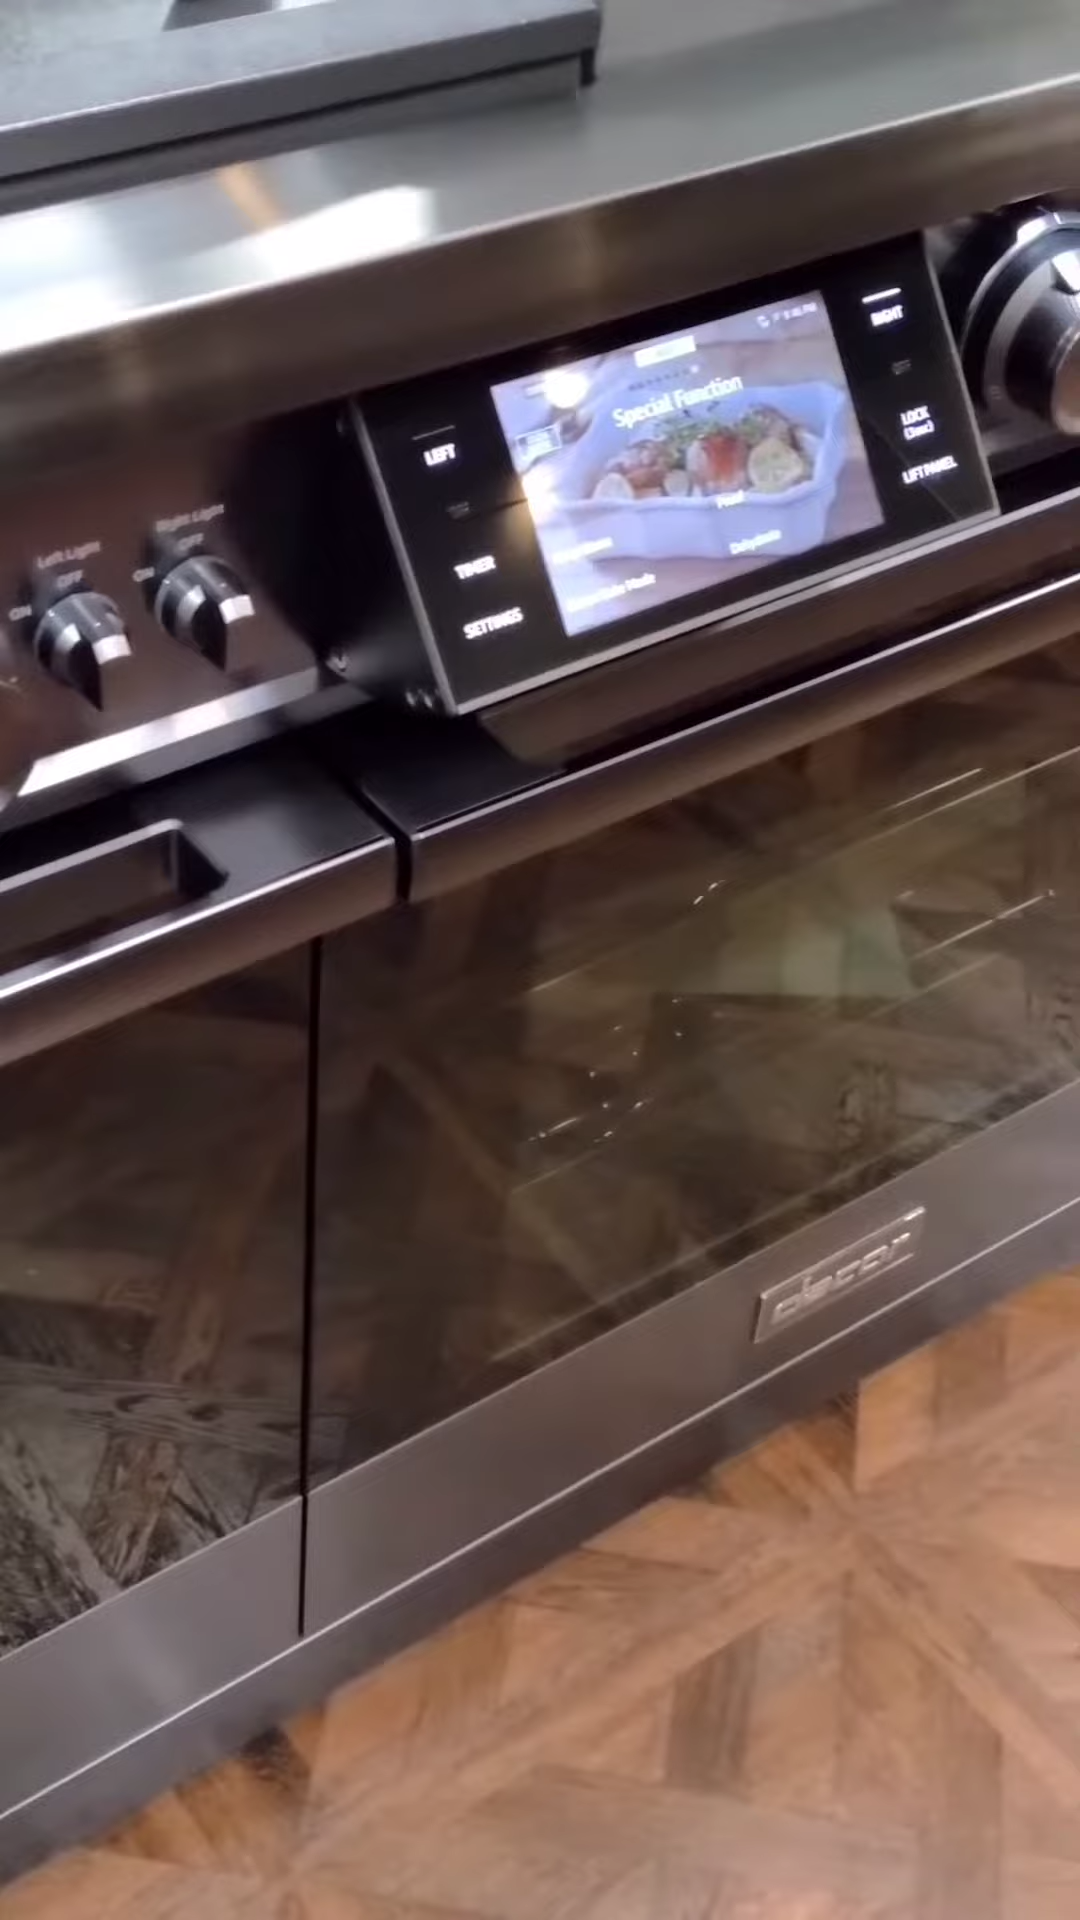 RIGHT
Special Function
LEFT
LOCK
(3sec)
LIFT PANEL
Proof
Dehydrate
TIMER
SETTINGS
Right Light
OFF
ON
Left Light
OFF
ON
dacor